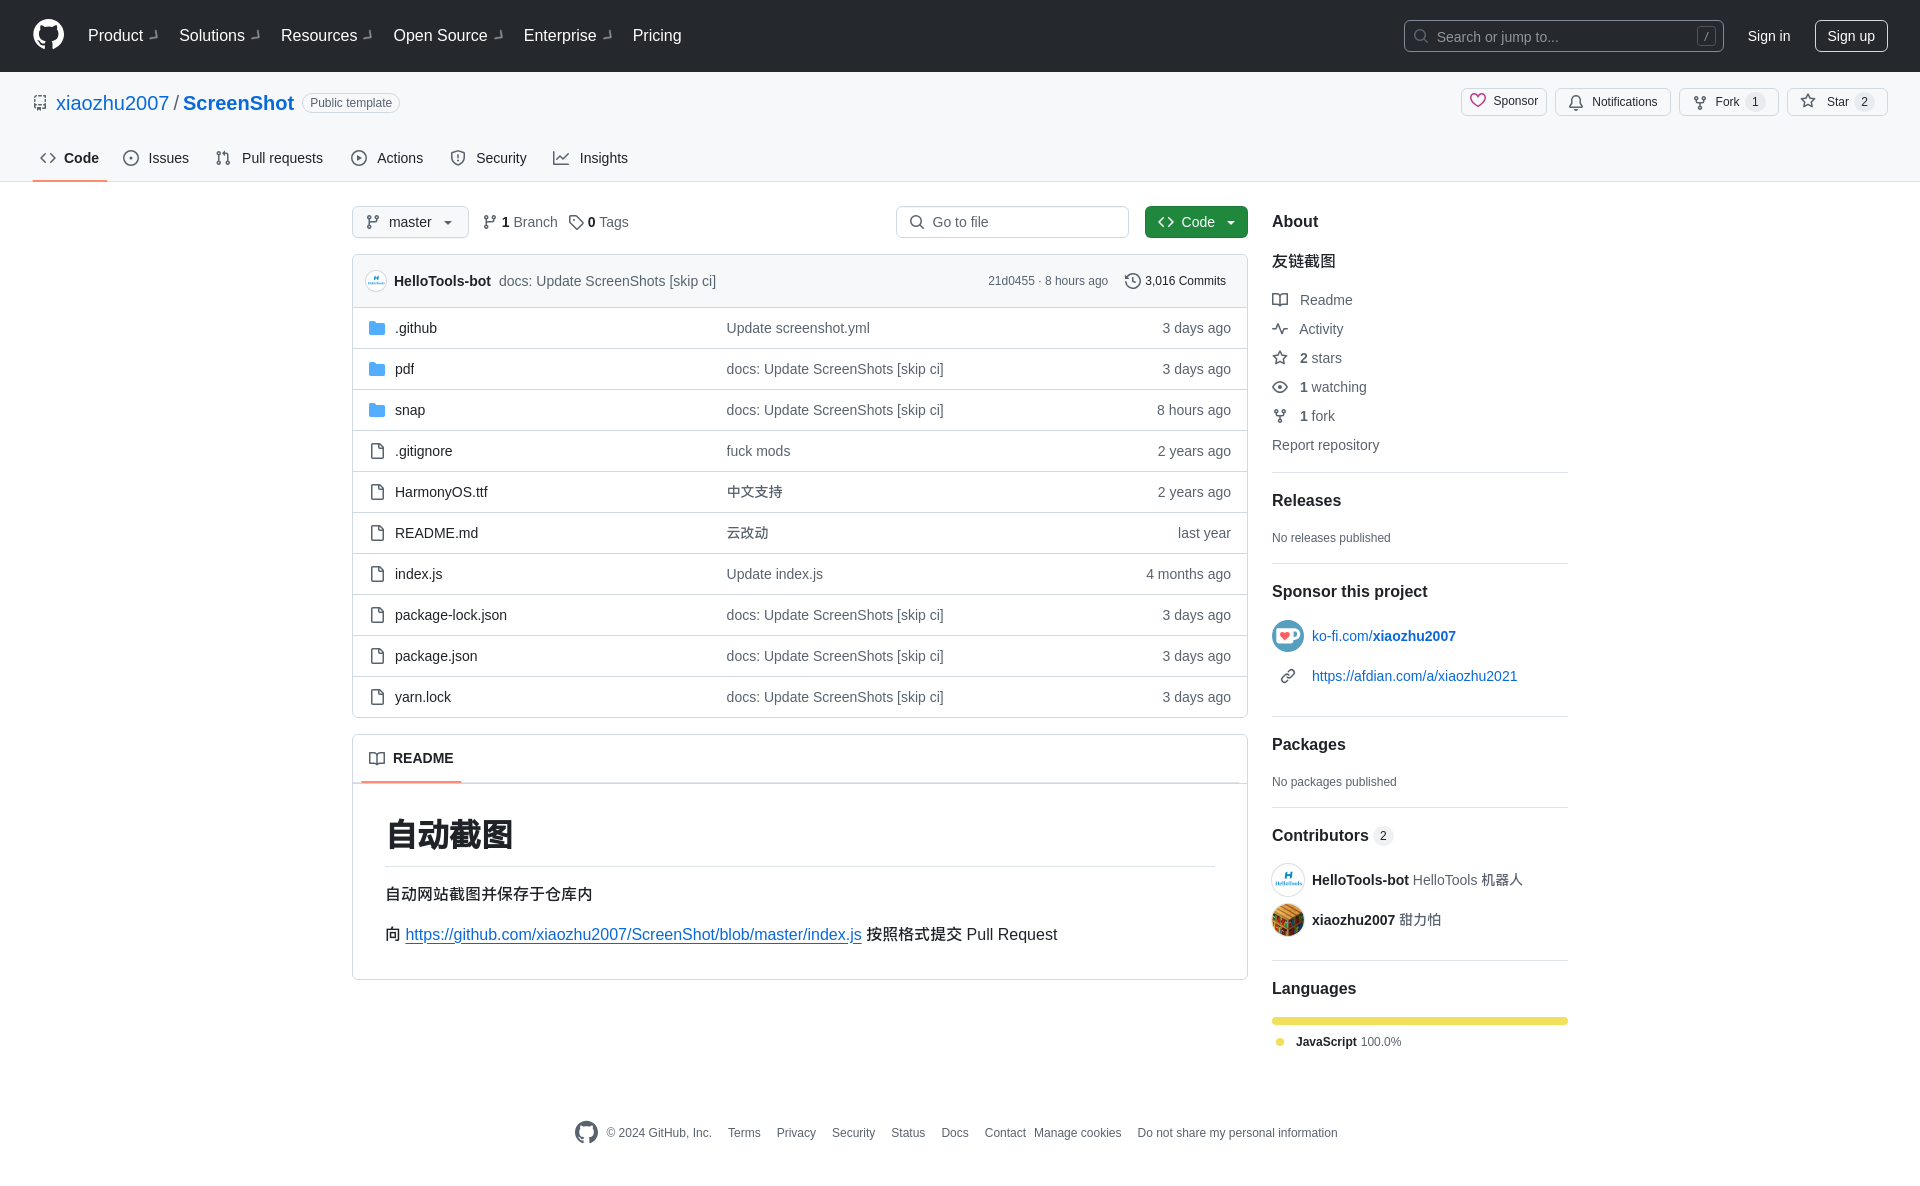 Product Solutions Resources Open Source Enterprise Pricing Search or jump to... / Sign in Sign up
xiaozhu2007 / ScreenShot Public template Sponsor Notifications Fork 1 Star 2
Code Issues Pull requests Actions Security Insights
master 1 Branch 0 Tags Go to file Code
HelloTools-bot docs: Update ScreenShots [skip ci] 21d0455 · 8 hours ago 3,016 Commits
.github Update screenshot.yml 3 days ago
pdf docs: Update ScreenShots [skip ci] 3 days ago
snap docs: Update ScreenShots [skip ci] 8 hours ago
.gitignore fuck mods 2 years ago
HarmonyOS.ttf 中文支持 2 years ago
README.md 云改动 last year
index.js Update index.js 4 months ago
package-lock.json docs: Update ScreenShots [skip ci] 3 days ago
package.json docs: Update ScreenShots [skip ci] 3 days ago
yarn.lock docs: Update ScreenShots [skip ci] 3 days ago
README
自动截图
自动网站截图并保存于仓库内
向 https://github.com/xiaozhu2007/ScreenShot/blob/master/index.js 按照格式提交 Pull Request
About
友链截图
Readme
Activity
2 stars
1 watching
1 fork
Report repository
Releases
No releases published
Sponsor this project
ko-fi.com/xiaozhu2007
https://afdian.com/a/xiaozhu2021
Packages
No packages published
Contributors 2
HelloTools-bot HelloTools 机器人
xiaozhu2007 甜力怕
Languages
JavaScript 100.0%
© 2024 GitHub, Inc. Terms Privacy Security Status Docs Contact Manage cookies Do not share my personal information